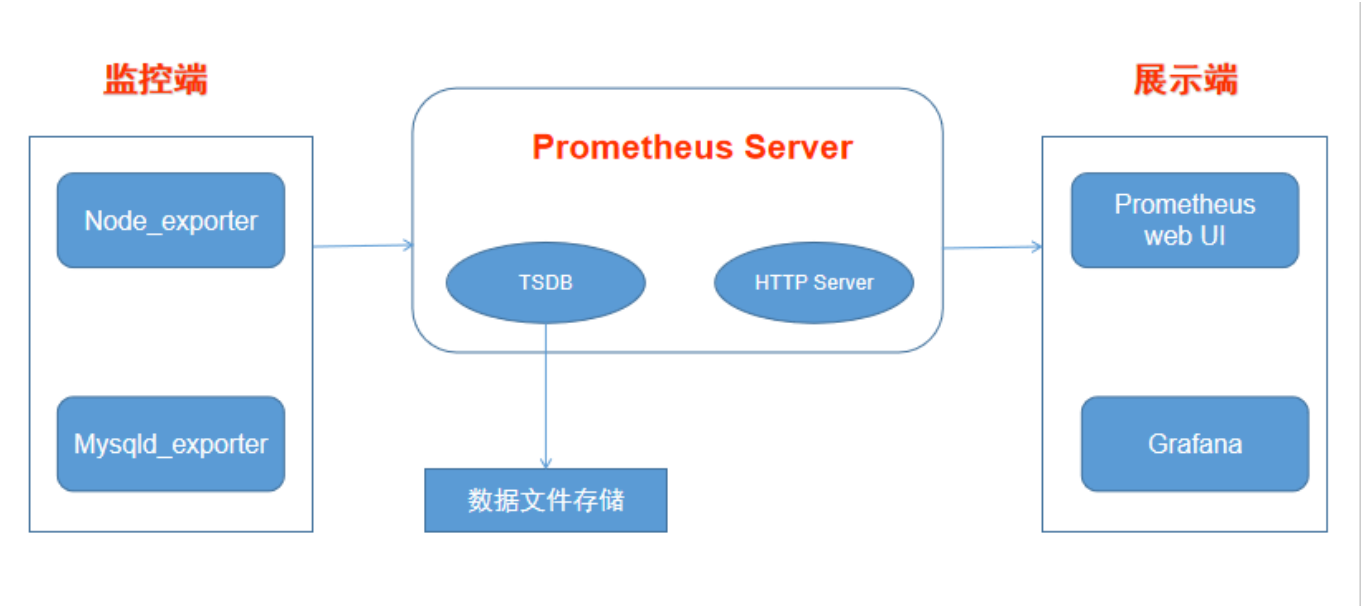 监控端
Node_exporter
Mysqld_exporter
Prometheus Server
TSDB
HTTP Server
数据文件存储
展示端
Prometheus
web UI
Grafana